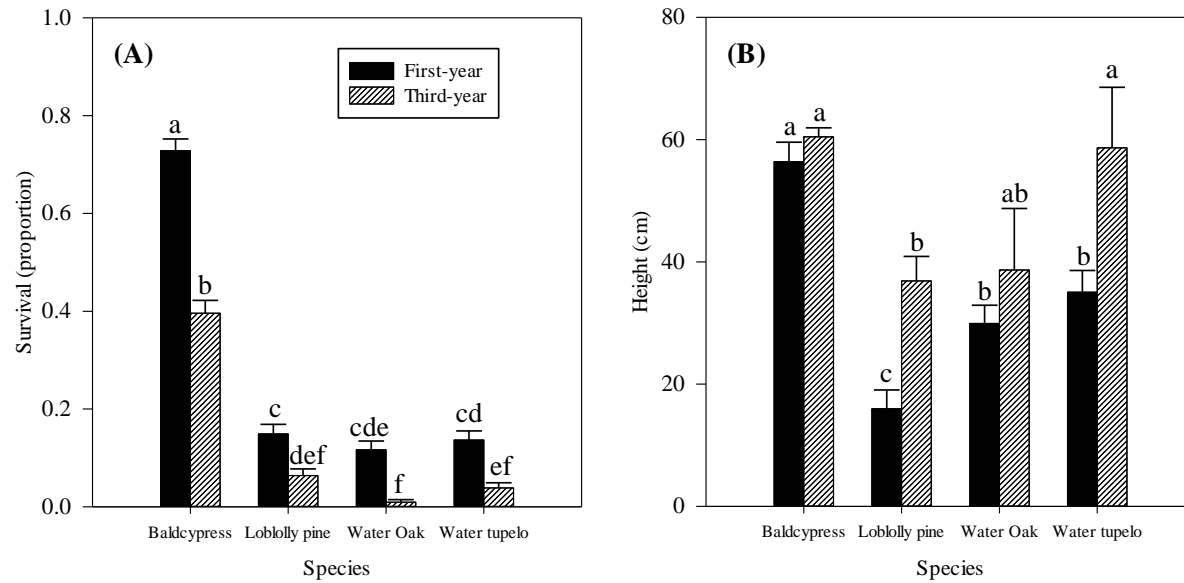 (A)
First-year
Third-year
Survival (proportion)
1.0
0.8
0.6
0.4
0.2
0.0
a
b
c
def
cde
f
cd
ef
Baldcypress Loblolly pine Water Oak Water tupelo
Species
(B)
Height (cm)
80
60
40
20
0
a a
c
b
b
ab
b
a
Baldcypress Loblolly pine Water Oak Water tupelo
Species